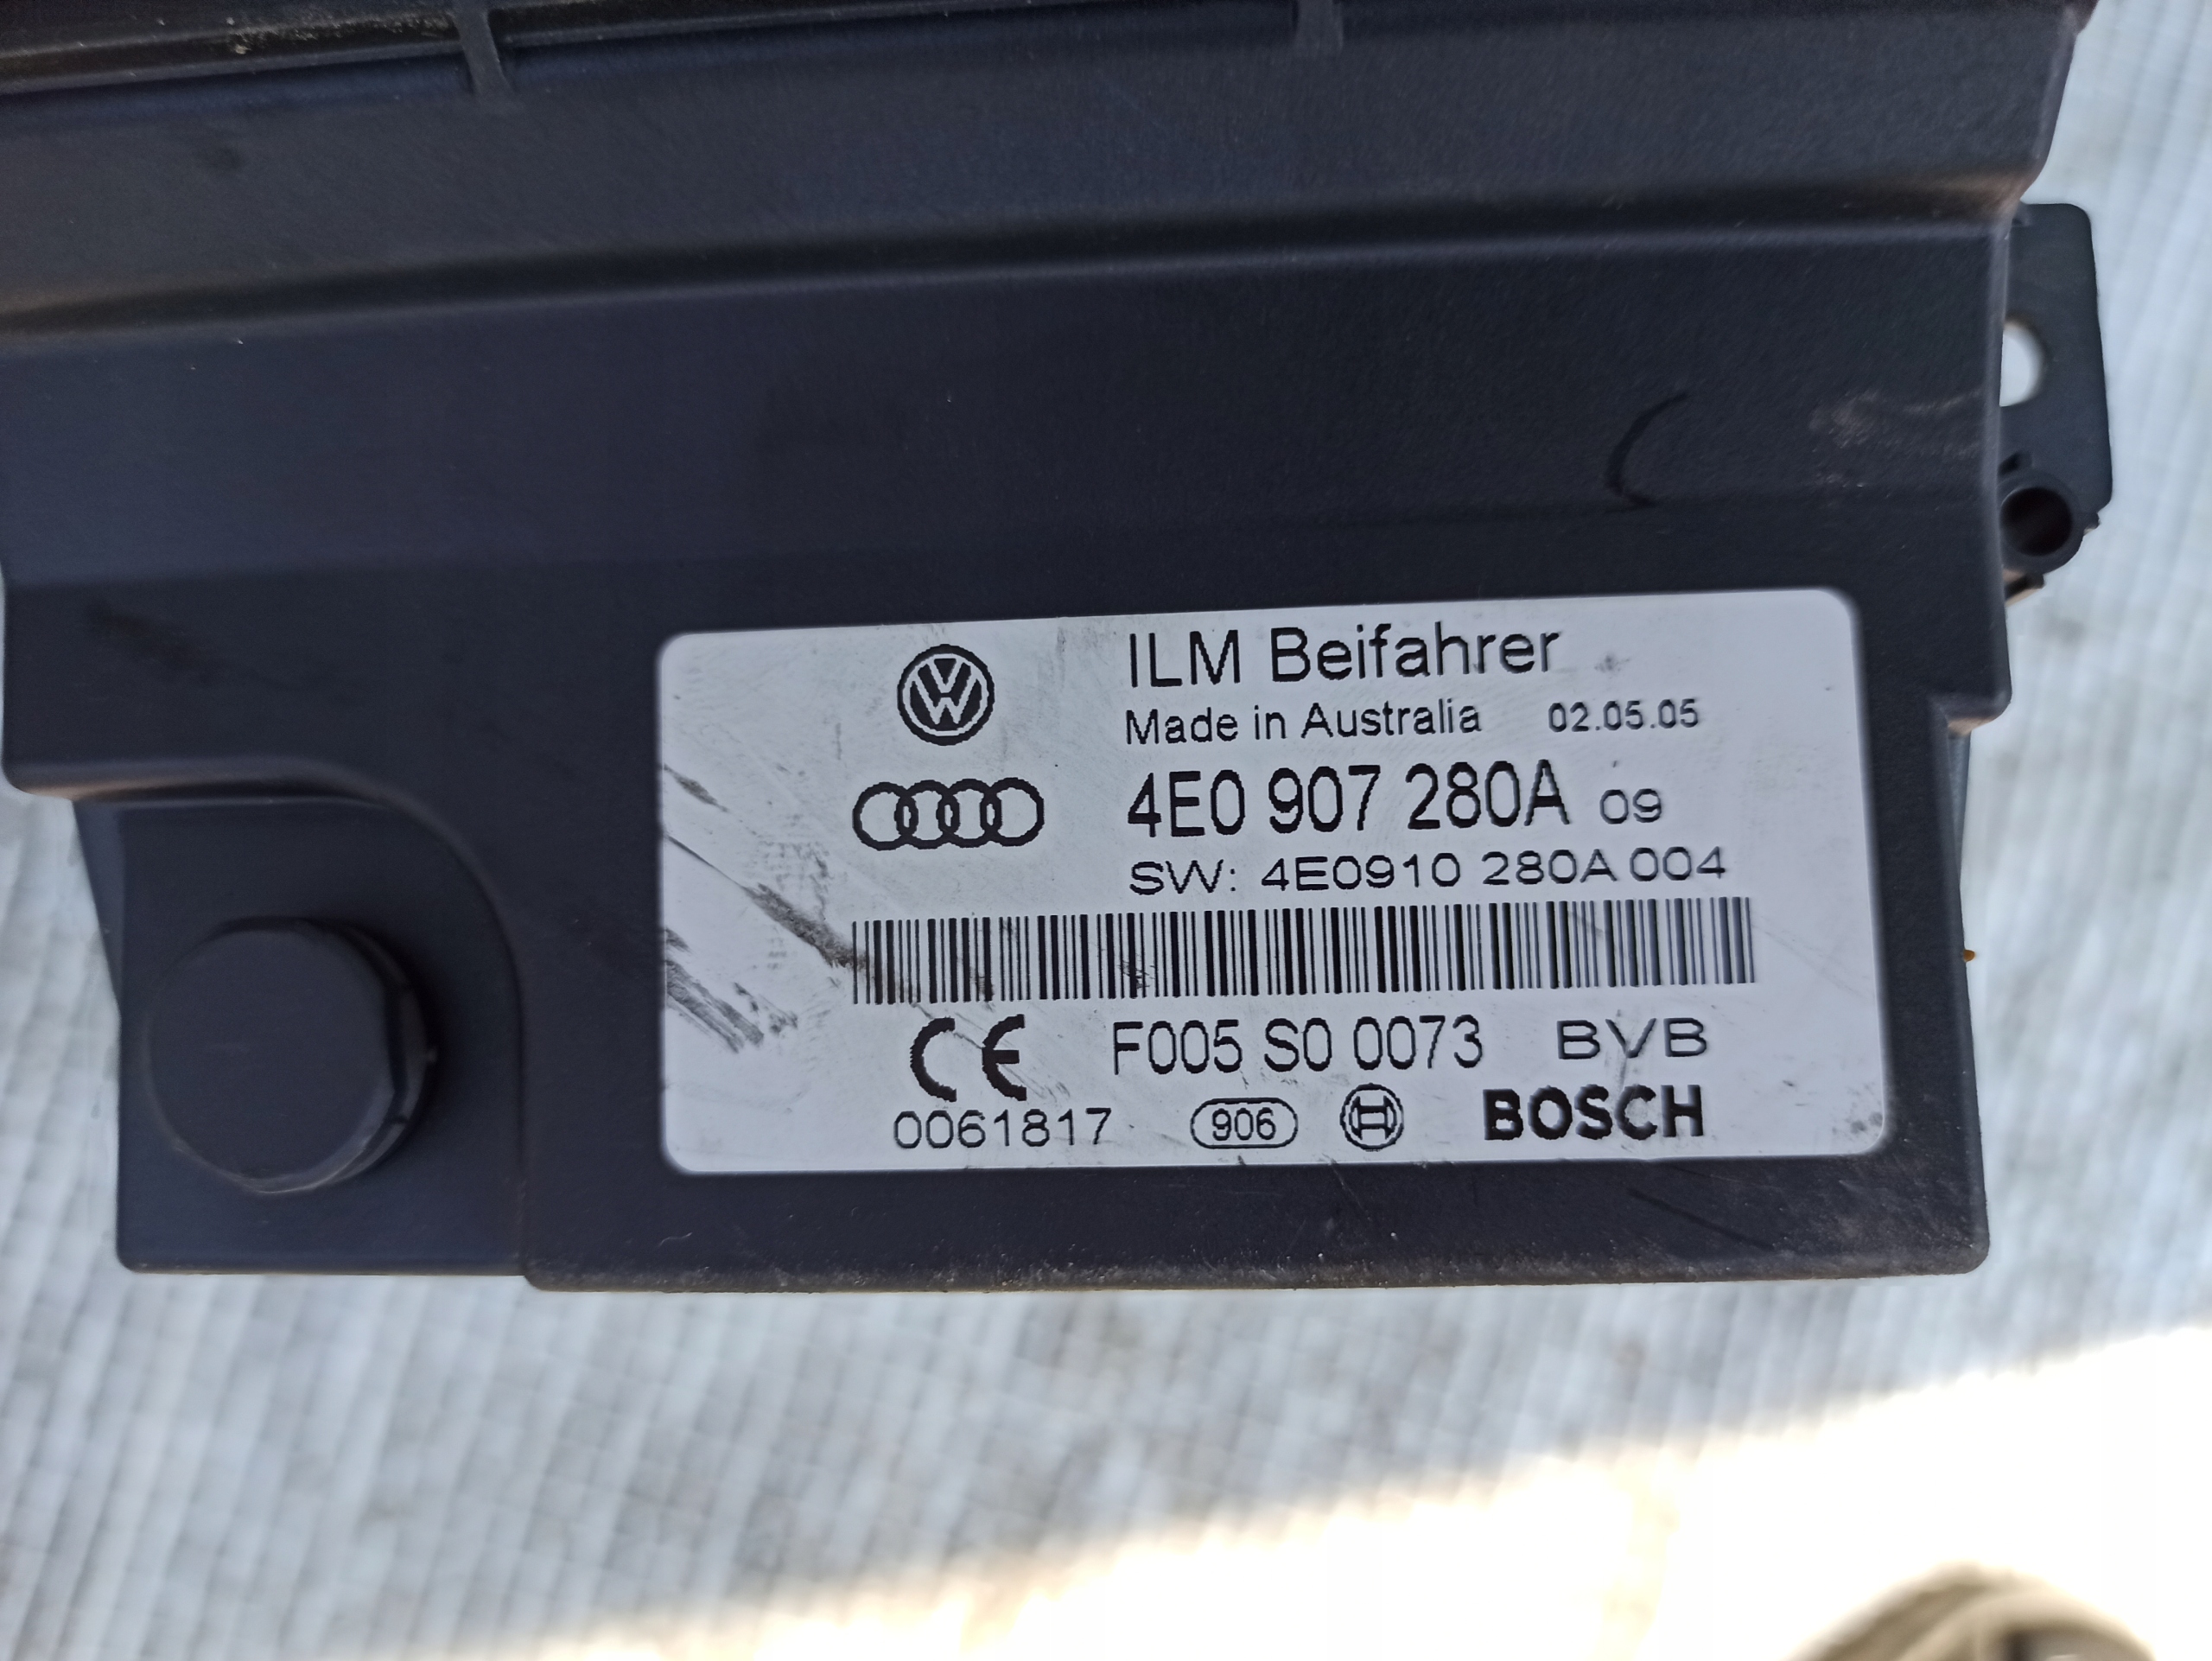 ILM Beifahrer
Made in Australia 02.05.05
4E0 907 280A 09
SW: 4E0910 280A 004
CE F005 S0 0073 BVB
0061817 906 BOSCH